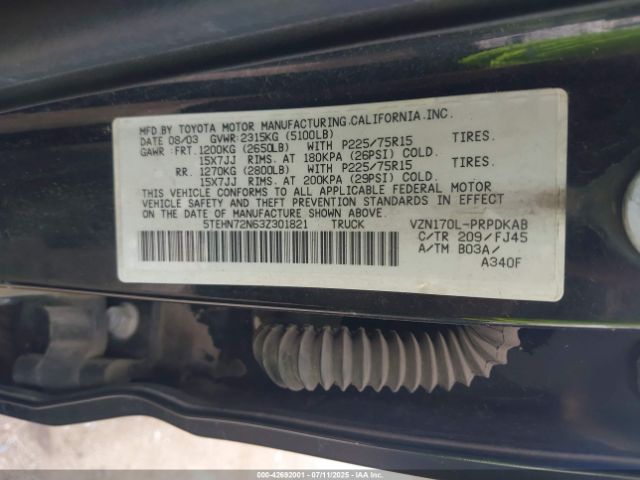 MFD.BY TOYOTA MOTOR MANUFACTURING.CALIFORNIA.INC.
DATE 08/03 GVWR:2315KG (5100LB)
GAWR: FRT.1200KG (2650LB) WITH P225/75R15 TIRES.
15X7JJ RIMS. AT 180KPA (26PSI) COLD.
RR. 1270KG (2800LB) WITH P225/75R15 TIRES.
15X7JJ RIMS. AT 200KPA (29PSI) COLD.
THIS VEHICLE CONFORMS TO ALL APPLICABLE FEDERAL MOTOR
VEHICLE SAFETY AND THEFT PREVENTION STANDARDS IN EFFECT
ON THE DATE OF MANUFACTURE SHOWN ABOVE.
5TEHN72N63Z301821 TRUCK VZN170L-PRPDKAB
C/TR 209/FJ45
A/TM B03A/
A340F
000-42692001 07/11/2025 COPART